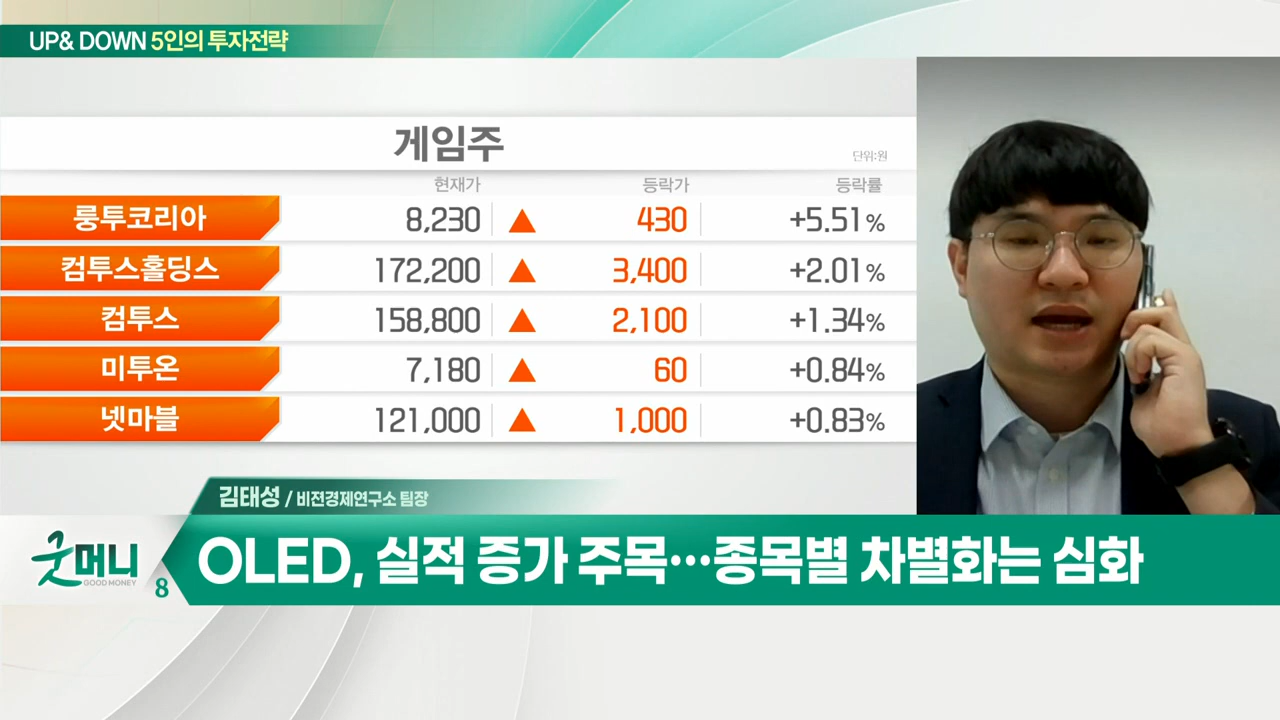 UP& DOWN 5인의 투자전략
게임주
단위:원
현재가 등락가 등락률
룽투코리아 8,230 ▲ 430 +5.51%
컴투스홀딩스 172,200 ▲ 3,400 +2.01%
컴투스 158,800 ▲ 2,100 +1.34%
미투온 7,180 ▲ 60 +0.84%
넷마블 121,000 ▲ 1,000 +0.83%
김태성 / 비전경제연구소 팀장
굿머니
GOOD MONEY
8
OLED, 실적 증가 주목…종목별 차별화는 심화